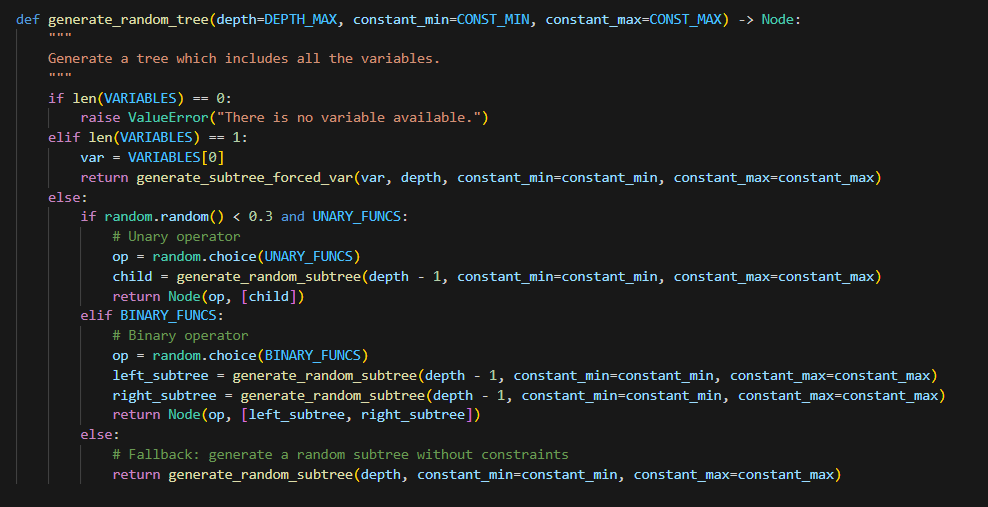 def generate_random_tree(depth=DEPTH_MAX, constant_min=CONST_MIN, constant_max=CONST_MAX) -> Node:
    """
    Generate a tree which includes all the variables.
    """
    if len(VARIABLES) == 0:
        raise ValueError("There is no variable available.")
    elif len(VARIABLES) == 1:
        var = VARIABLES[0]
        return generate_subtree_forced_var(var, depth, constant_min=constant_min, constant_max=constant_max)
    else:
        if random.random() < 0.3 and UNARY_FUNCS:
            # Unary operator
            op = random.choice(UNARY_FUNCS)
            child = generate_random_subtree(depth - 1, constant_min=constant_min, constant_max=constant_max)
            return Node(op, [child])
        elif BINARY_FUNCS:
            # Binary operator
            op = random.choice(BINARY_FUNCS)
            left_subtree = generate_random_subtree(depth - 1, constant_min=constant_min, constant_max=constant_max)
            right_subtree = generate_random_subtree(depth - 1, constant_min=constant_min, constant_max=constant_max)
            return Node(op, [left_subtree, right_subtree])
        else:
            # Fallback: generate a random subtree without constraints
            return generate_random_subtree(depth, constant_min=constant_min, constant_max=constant_max)